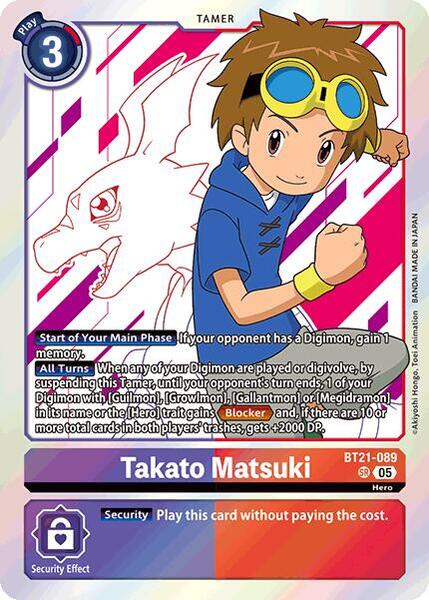 Play
3
TAMER
Start of Your Main Phase If your opponent has a Digimon, gain 1
memory.
All Turns When any of your Digimon are played or digivolve, by
suspending this Tamer, until your opponent's turn ends, 1 of your
Digimon with [Guilmon], [Growlmon], [Gallantmon] or [Megidramon]
in its name or the [Hero] trait gains Blocker and, if there are 10 or
more total cards in both players' trashes, gets +2000 DP.
©Akiyoshi Hongo, Toei Animation BANDAI MADE IN JAPAN
Takato Matsuki
BT21-089
SR 05
Hero
Security Play this card without paying the cost.
Security Effect